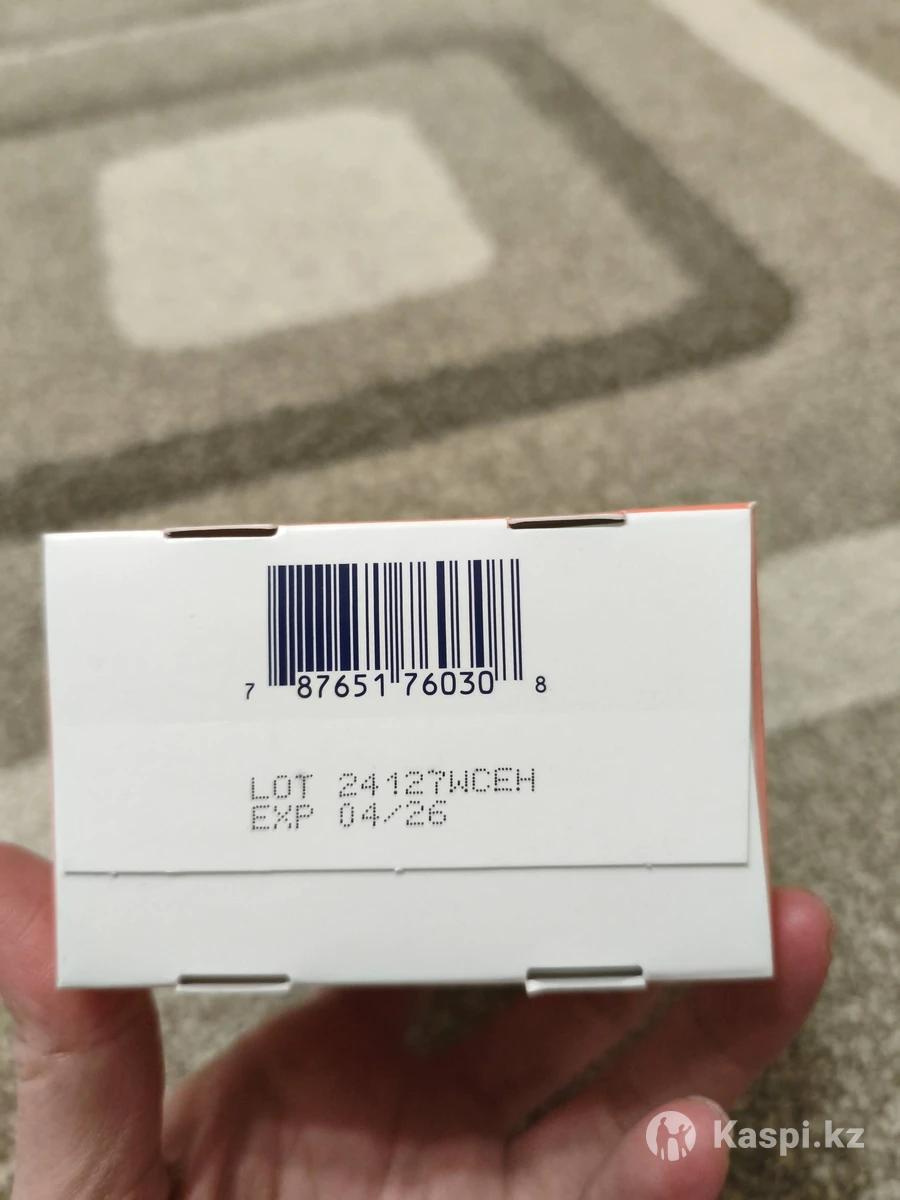 7 87651 76030 8
LOT 24127WCEH
EXP 04/26
Kaspi.kz